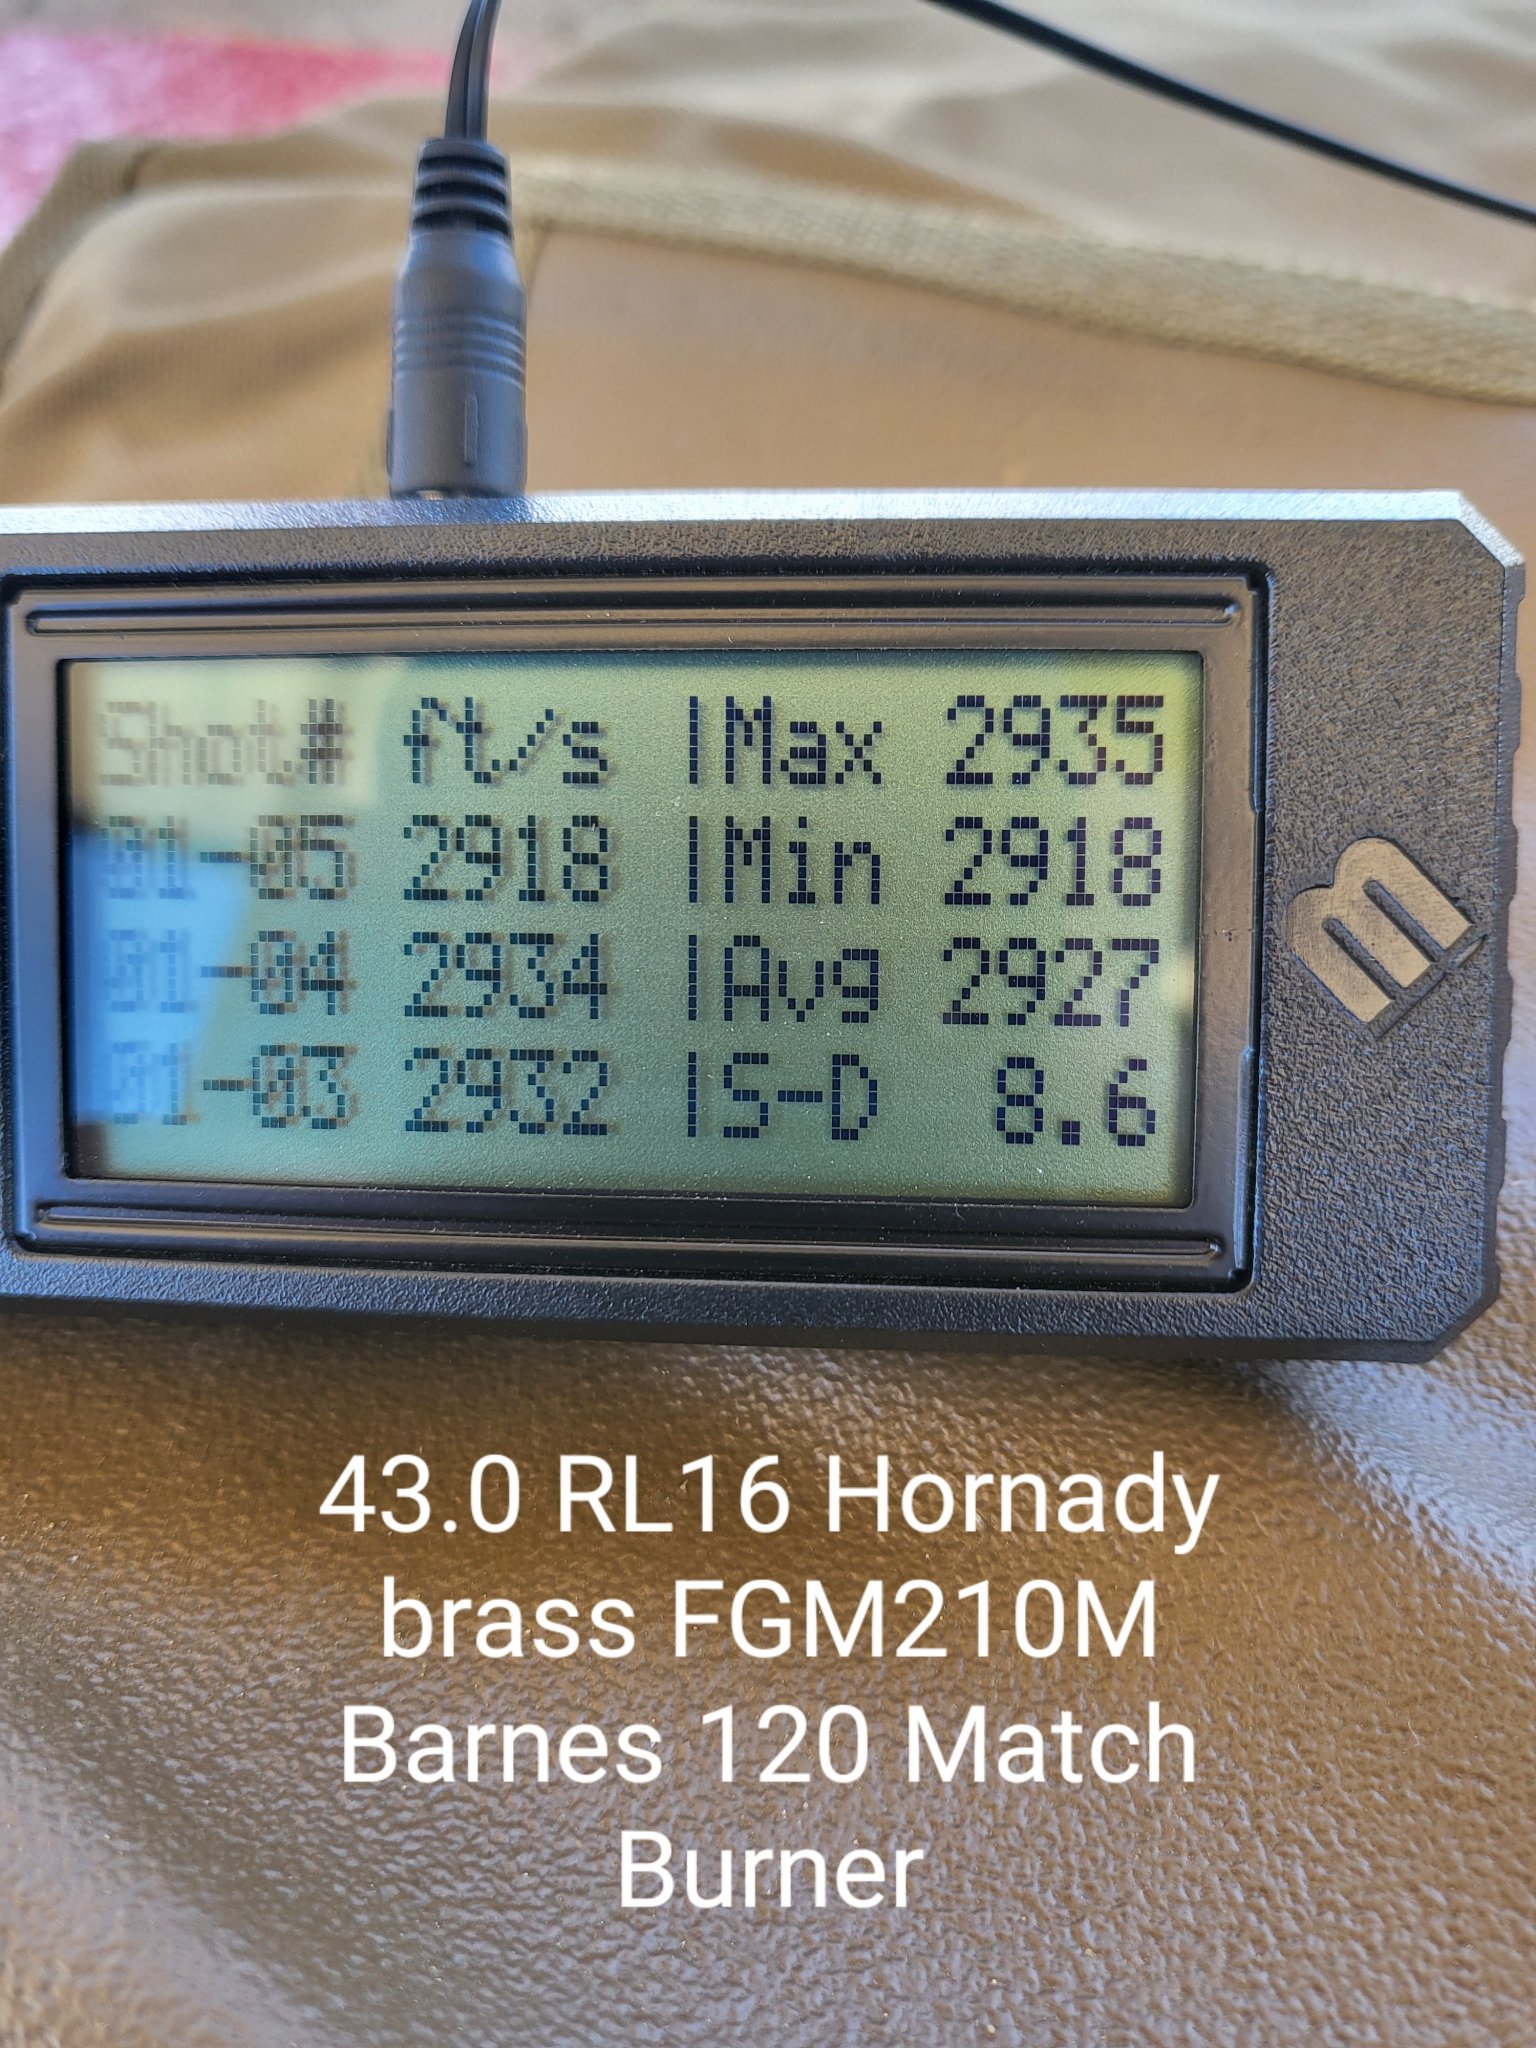 Shot# ft/s |Max 2935
01-05 2918 |Min 2918
01-04 2934 |Avg 2927
01-03 2932 |S-D 8.6
m
43.0 RL16 Hornady
brass FGM210M
Barnes 120 Match
Burner